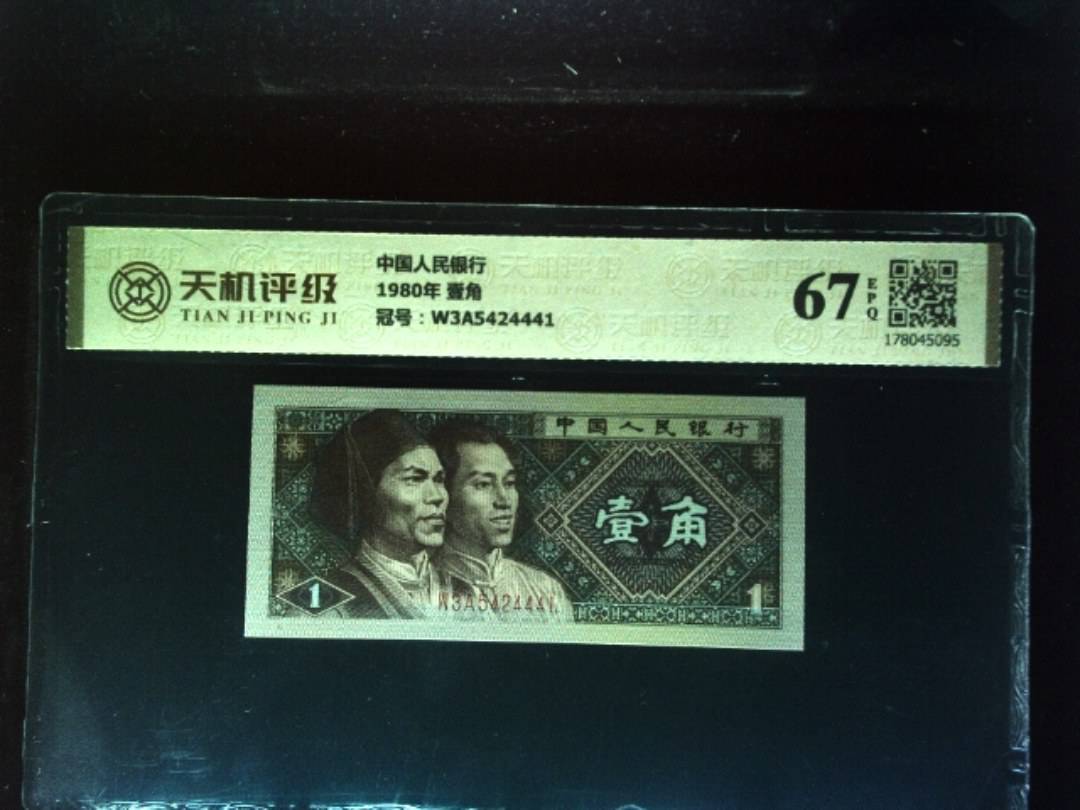 天机评级
TIAN JI PING JI
中国人民银行
1980年 壹角
冠号：W3A5424441
67
EPQ
178045095
中国人民银行
壹角
1
W3A5424441
1